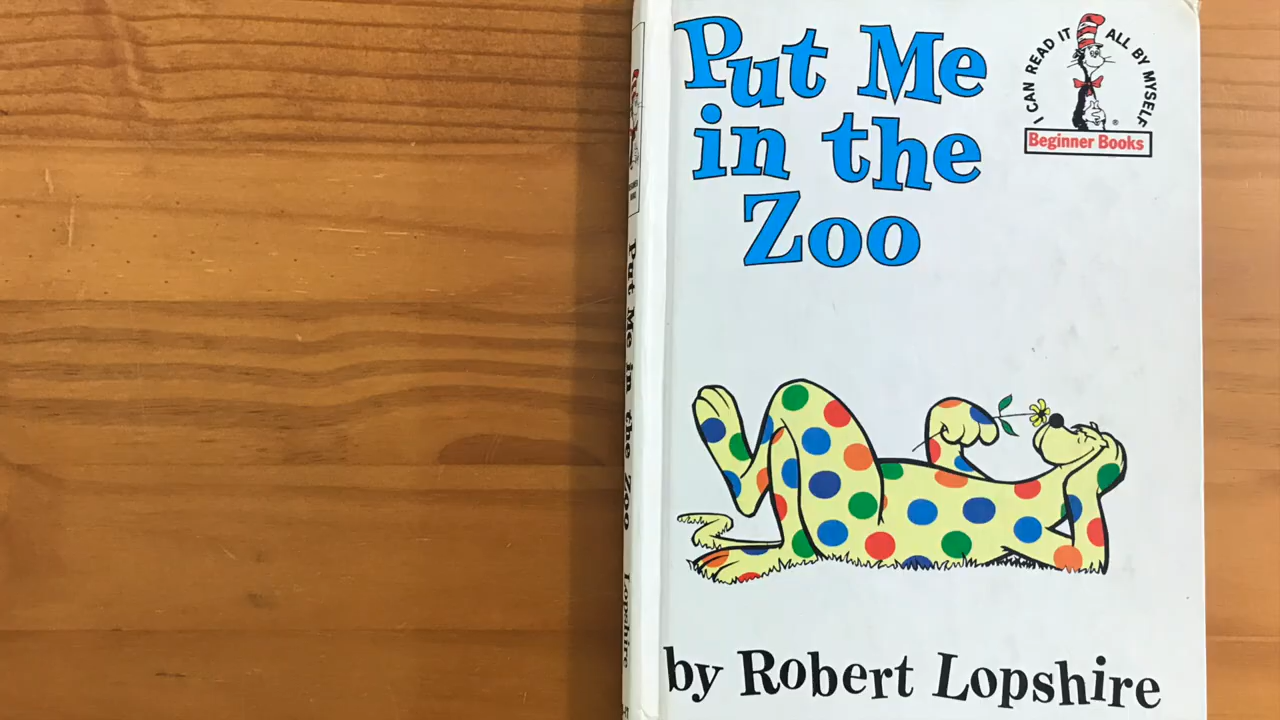 Put Me
in the
Zoo
I CAN READ IT ALL BY MYSELF
Beginner Books
by Robert Lopshire
Put Me in the Zoo Lopshire